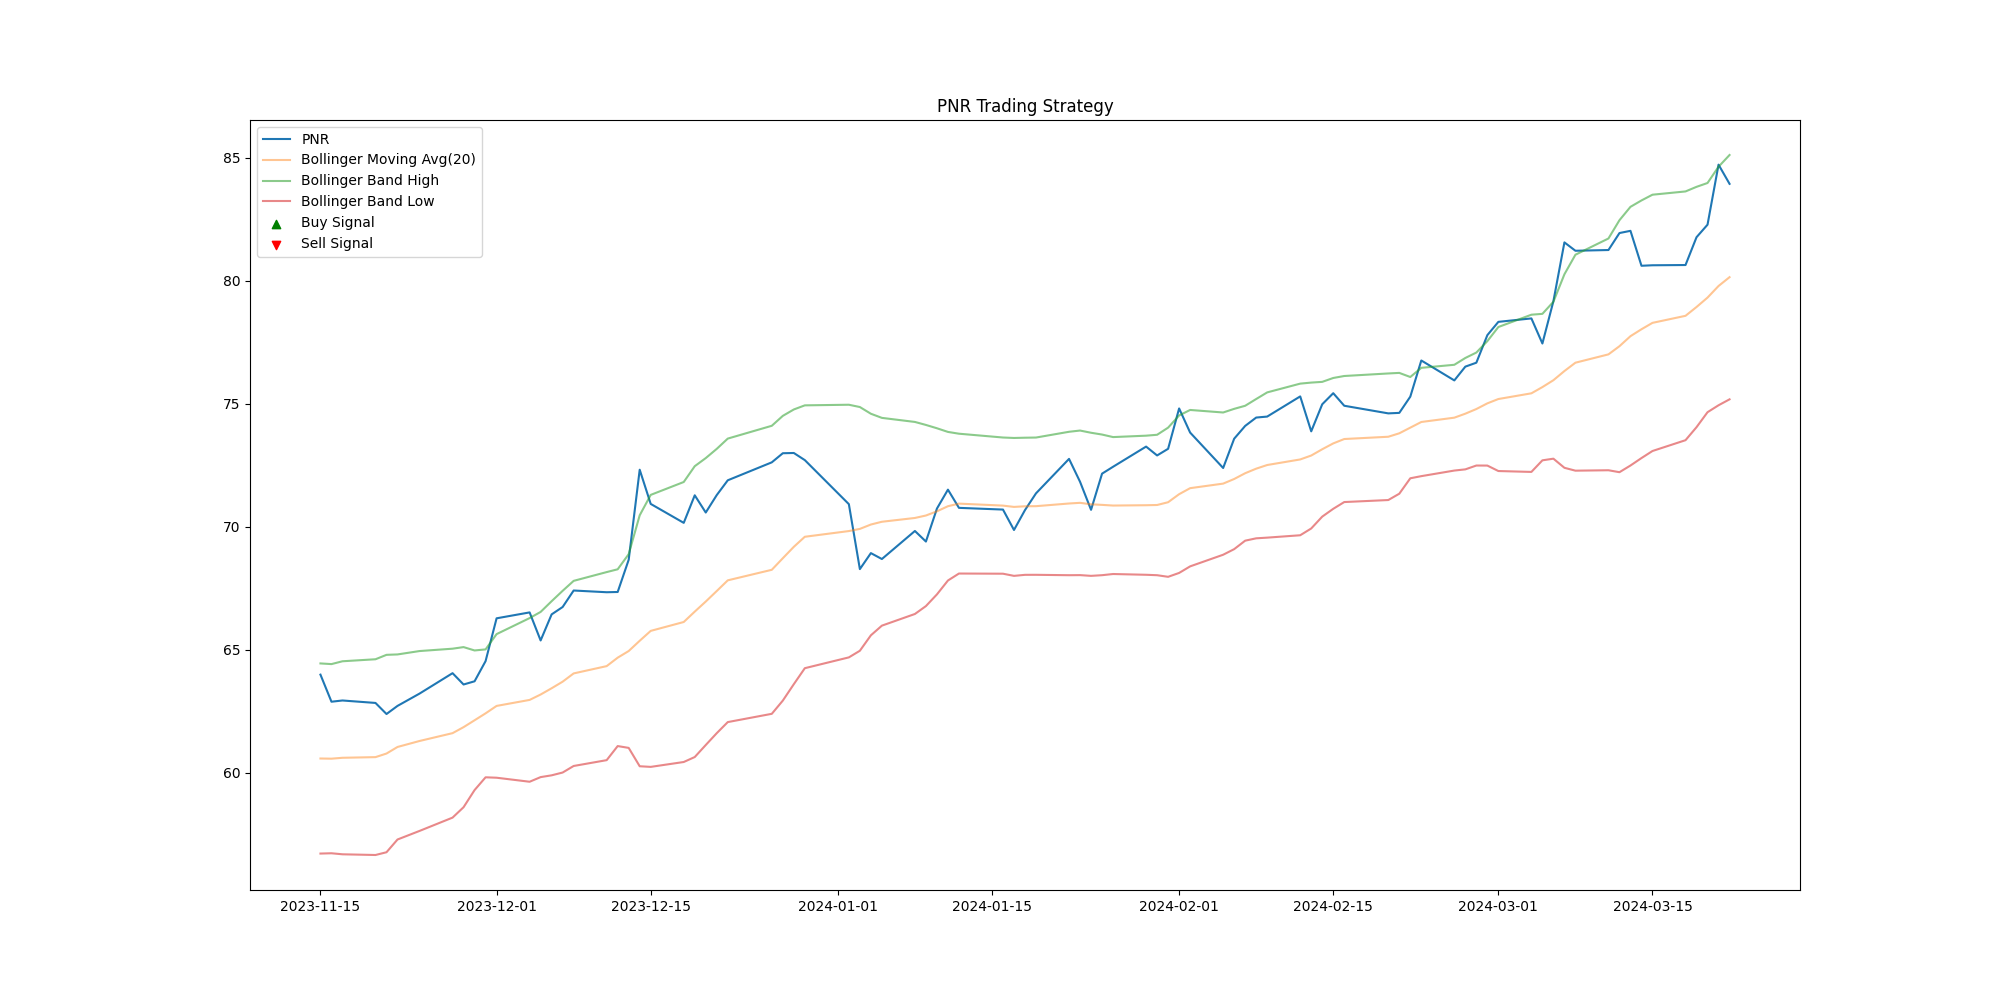 PNR Trading Strategy
PNR
Bollinger Moving Avg(20)
Bollinger Band High
Bollinger Band Low
Buy Signal
Sell Signal
85
80
75
70
65
60
2023-11-15 2023-12-01 2023-12-15 2024-01-01 2024-01-15 2024-02-01 2024-02-15 2024-03-01 2024-03-15